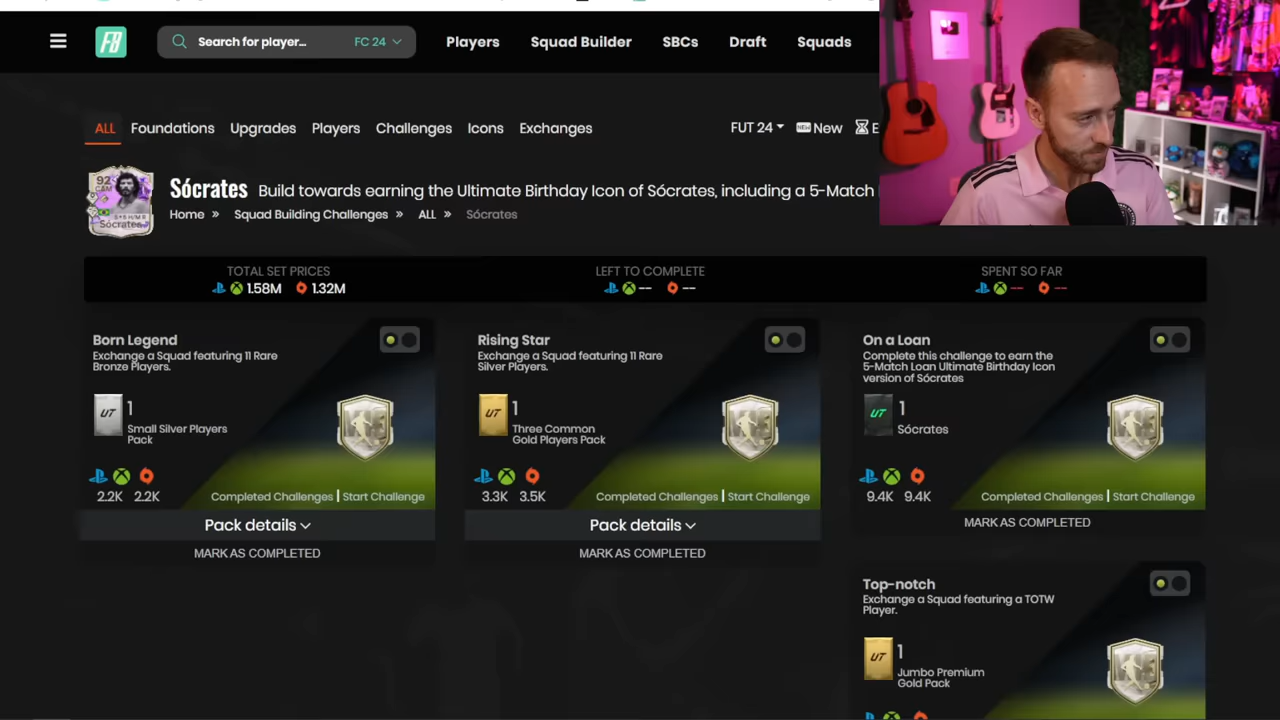 FB
Search for player...
FC 24
Players
Squad Builder
SBCs
Draft
Squads
ALL
Foundations
Upgrades
Players
Challenges
Icons
Exchanges
FUT 24
NEW New
E
92
CAM
Sócrates
Sócrates
Build towards earning the Ultimate Birthday Icon of Sócrates, including a 5-Match
Home » Squad Building Challenges » ALL » Sócrates
TOTAL SET PRICES
1.58M 1.32M
LEFT TO COMPLETE
-- --
SPENT SO FAR
-- --
Born Legend
Exchange a Squad featuring 11 Rare
Bronze Players.
UT
1
Small Silver Players
Pack
2.2K 2.2K
Completed Challenges | Start Challenge
Pack details
MARK AS COMPLETED
Rising Star
Exchange a Squad featuring 11 Rare
Silver Players.
UT
1
Three Common
Gold Players Pack
3.3K 3.5K
Completed Challenges | Start Challenge
Pack details
MARK AS COMPLETED
On a Loan
Complete this challenge to earn the
5-Match Loan Ultimate Birthday Icon
version of Sócrates
UT
1
Sócrates
9.4K 9.4K
Completed Challenges | Start Challenge
MARK AS COMPLETED
Top-notch
Exchange a Squad featuring a TOTW
Player.
UT
1
Jumbo Premium
Gold Pack